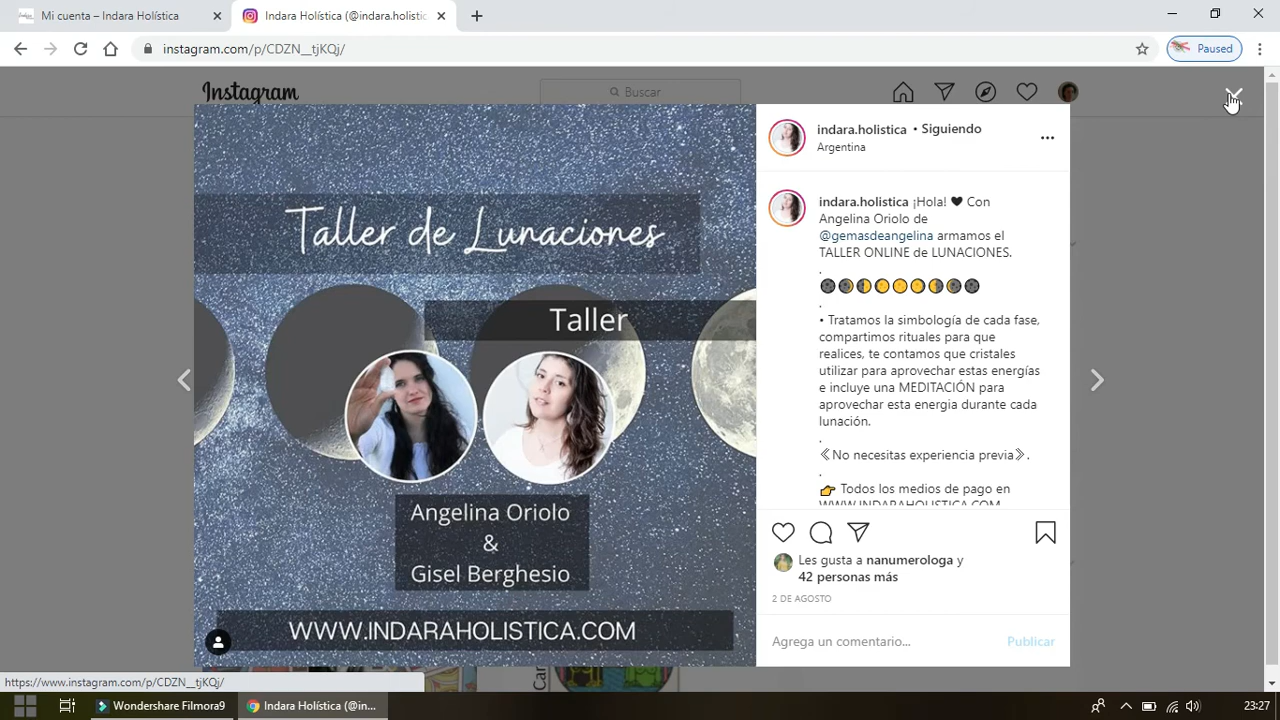 Mi cuenta
Indara Holística (@indara.holistic
instagram.com/p/CDZN__tjKQj/
Paused
Instagram
Buscar
Taller de Lunaciones
Taller
Angelina Oriolo
&
Gisel Berghesio
WWW.INDARAHOLISTICA.COM
indara.holistica • Siguiendo
Argentina
indara.holistica ¡Hola! 🖤 Con
Angelina Oriolo de
@gemasdeangelina armamos el
TALLER ONLINE de LUNACIONES.
.
🌑🌒🌓🌔🌕🌖🌗🌘🌑
.
• Tratamos la simbología de cada fase,
compartimos rituales para que
realices, te contamos que cristales
utilizar para aprovechar estas energías
e incluye una MEDITACIÓN para
aprovechar esta energia durante cada
lunación.
.
《No necesitas experiencia previa》.
.
👉 Todos los medios de pago en
WWW.INDARAHOLISTICA.COM
Les gusta a nanumerologa y
42 personas más
2 DE AGOSTO
Agrega un comentario...
Publicar
https://www.instagram.com/p/CDZN__tjKQj/
Wondershare Filmora9
Indara Holística (@in...
23:27